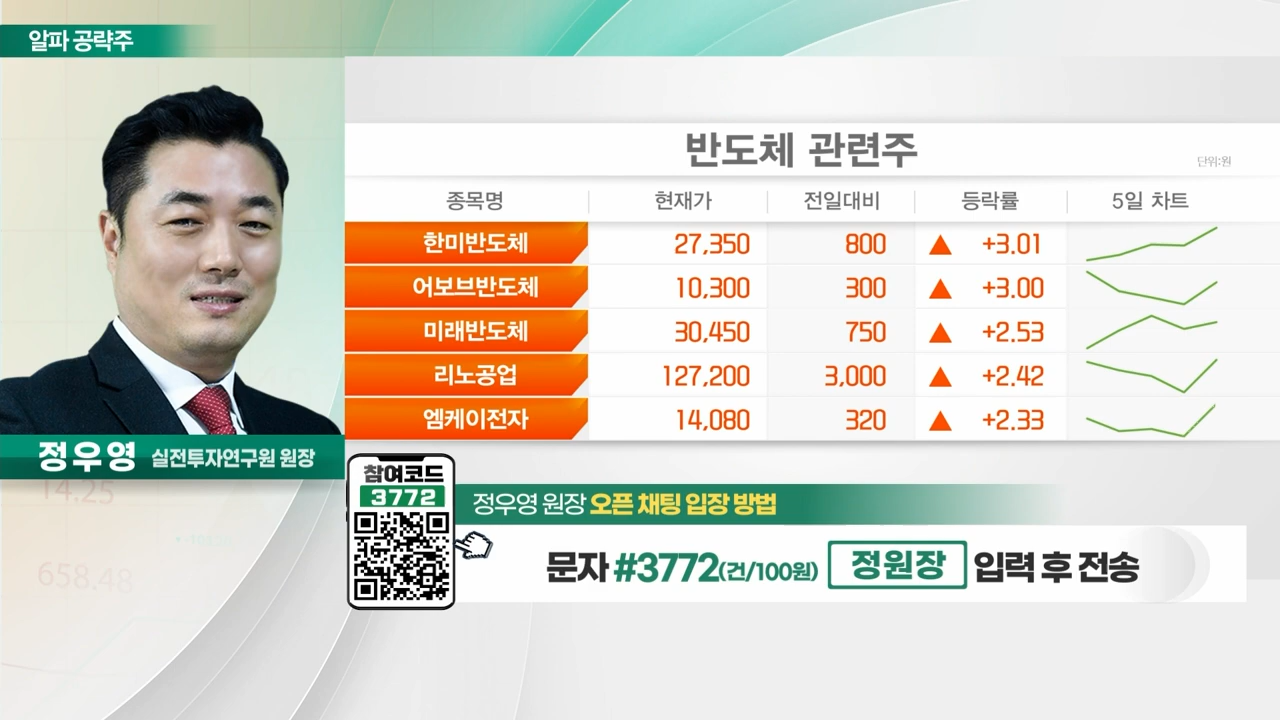 알파 공략주
반도체 관련주
단위:원
종목명 현재가 전일대비 등락률 5일 차트
한미반도체 27,350 800 ▲ +3.01
어보브반도체 10,300 300 ▲ +3.00
미래반도체 30,450 750 ▲ +2.53
리노공업 127,200 3,000 ▲ +2.42
엠케이전자 14,080 320 ▲ +2.33
정우영 실전투자연구원 원장
14.25
658.48
참여코드
3772
정우영 원장 오픈 채팅 입장 방법
문자 #3772(건/100원) 정원장 입력 후 전송